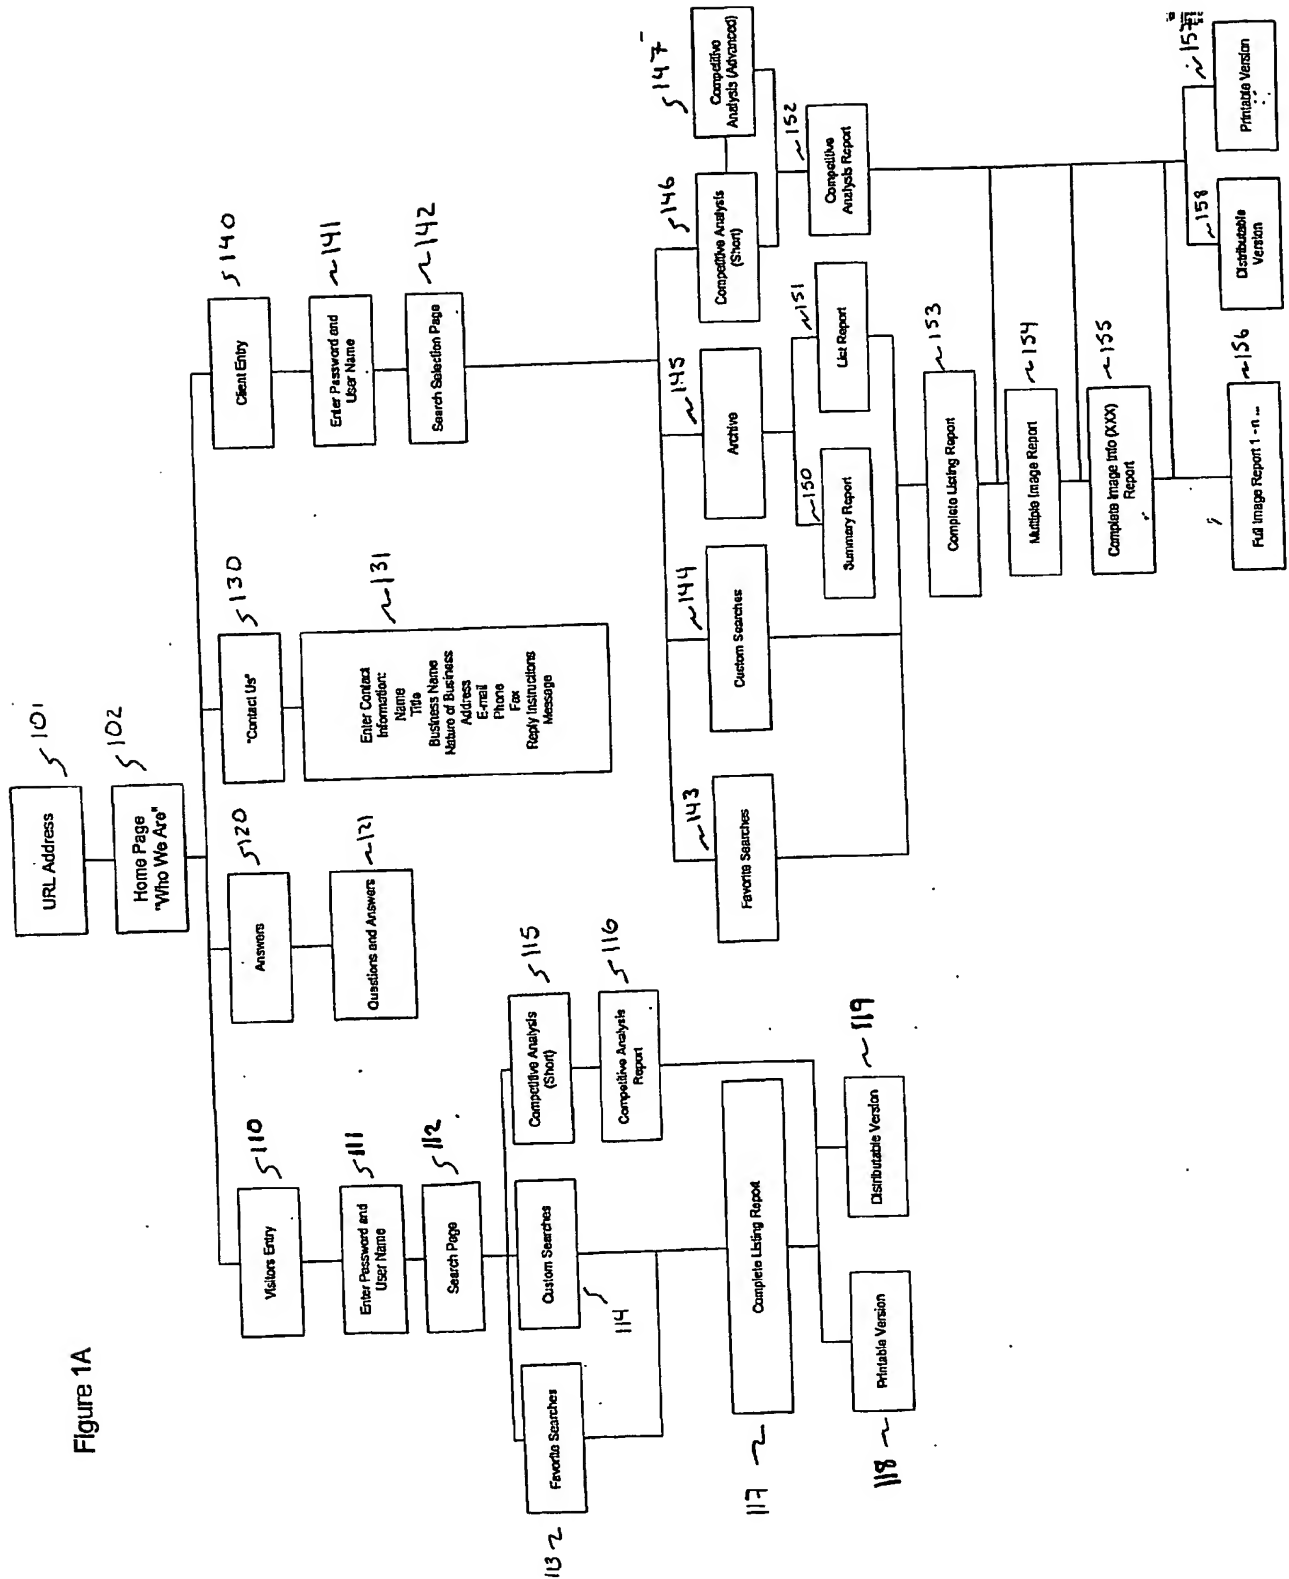 Figure 1A
URL Address
101
Home Page
"Who We Are"
102
Visitors Entry
110
Answers
120
"Contact Us"
130
Client Entry
140
Enter Password and
User Name
111
Questions and Answers
121
Enter Contact
Information:
Name
Title
Business Name
Nature of Business
Address
E-mail
Phone
Fax
Reply Instructions
Message
131
Enter Password and
User Name
141
Search Page
112
Search Selection Page
142
113
Favorite Searches
Custom Searches
114
Competitive Analysis
(Short)
115
Competitive Analysis
Report
116
117
Complete Listing Report
118
Printable Version
Distributable Version
119
Favorite Searches
143
Custom Searches
144
Archive
145
Competitive Analysis
(Short)
146
Competitive
Analysis (Advanced)
147
150
Summary Report
List Report
151
Competitive
Analysis Report
152
Complete Listing Report
153
Multiple Image Report
154
Complete Image Info (XXX)
Report
155
Full Image Report 1 - n ...
156
Distributable
Version
158
Printable Version
157